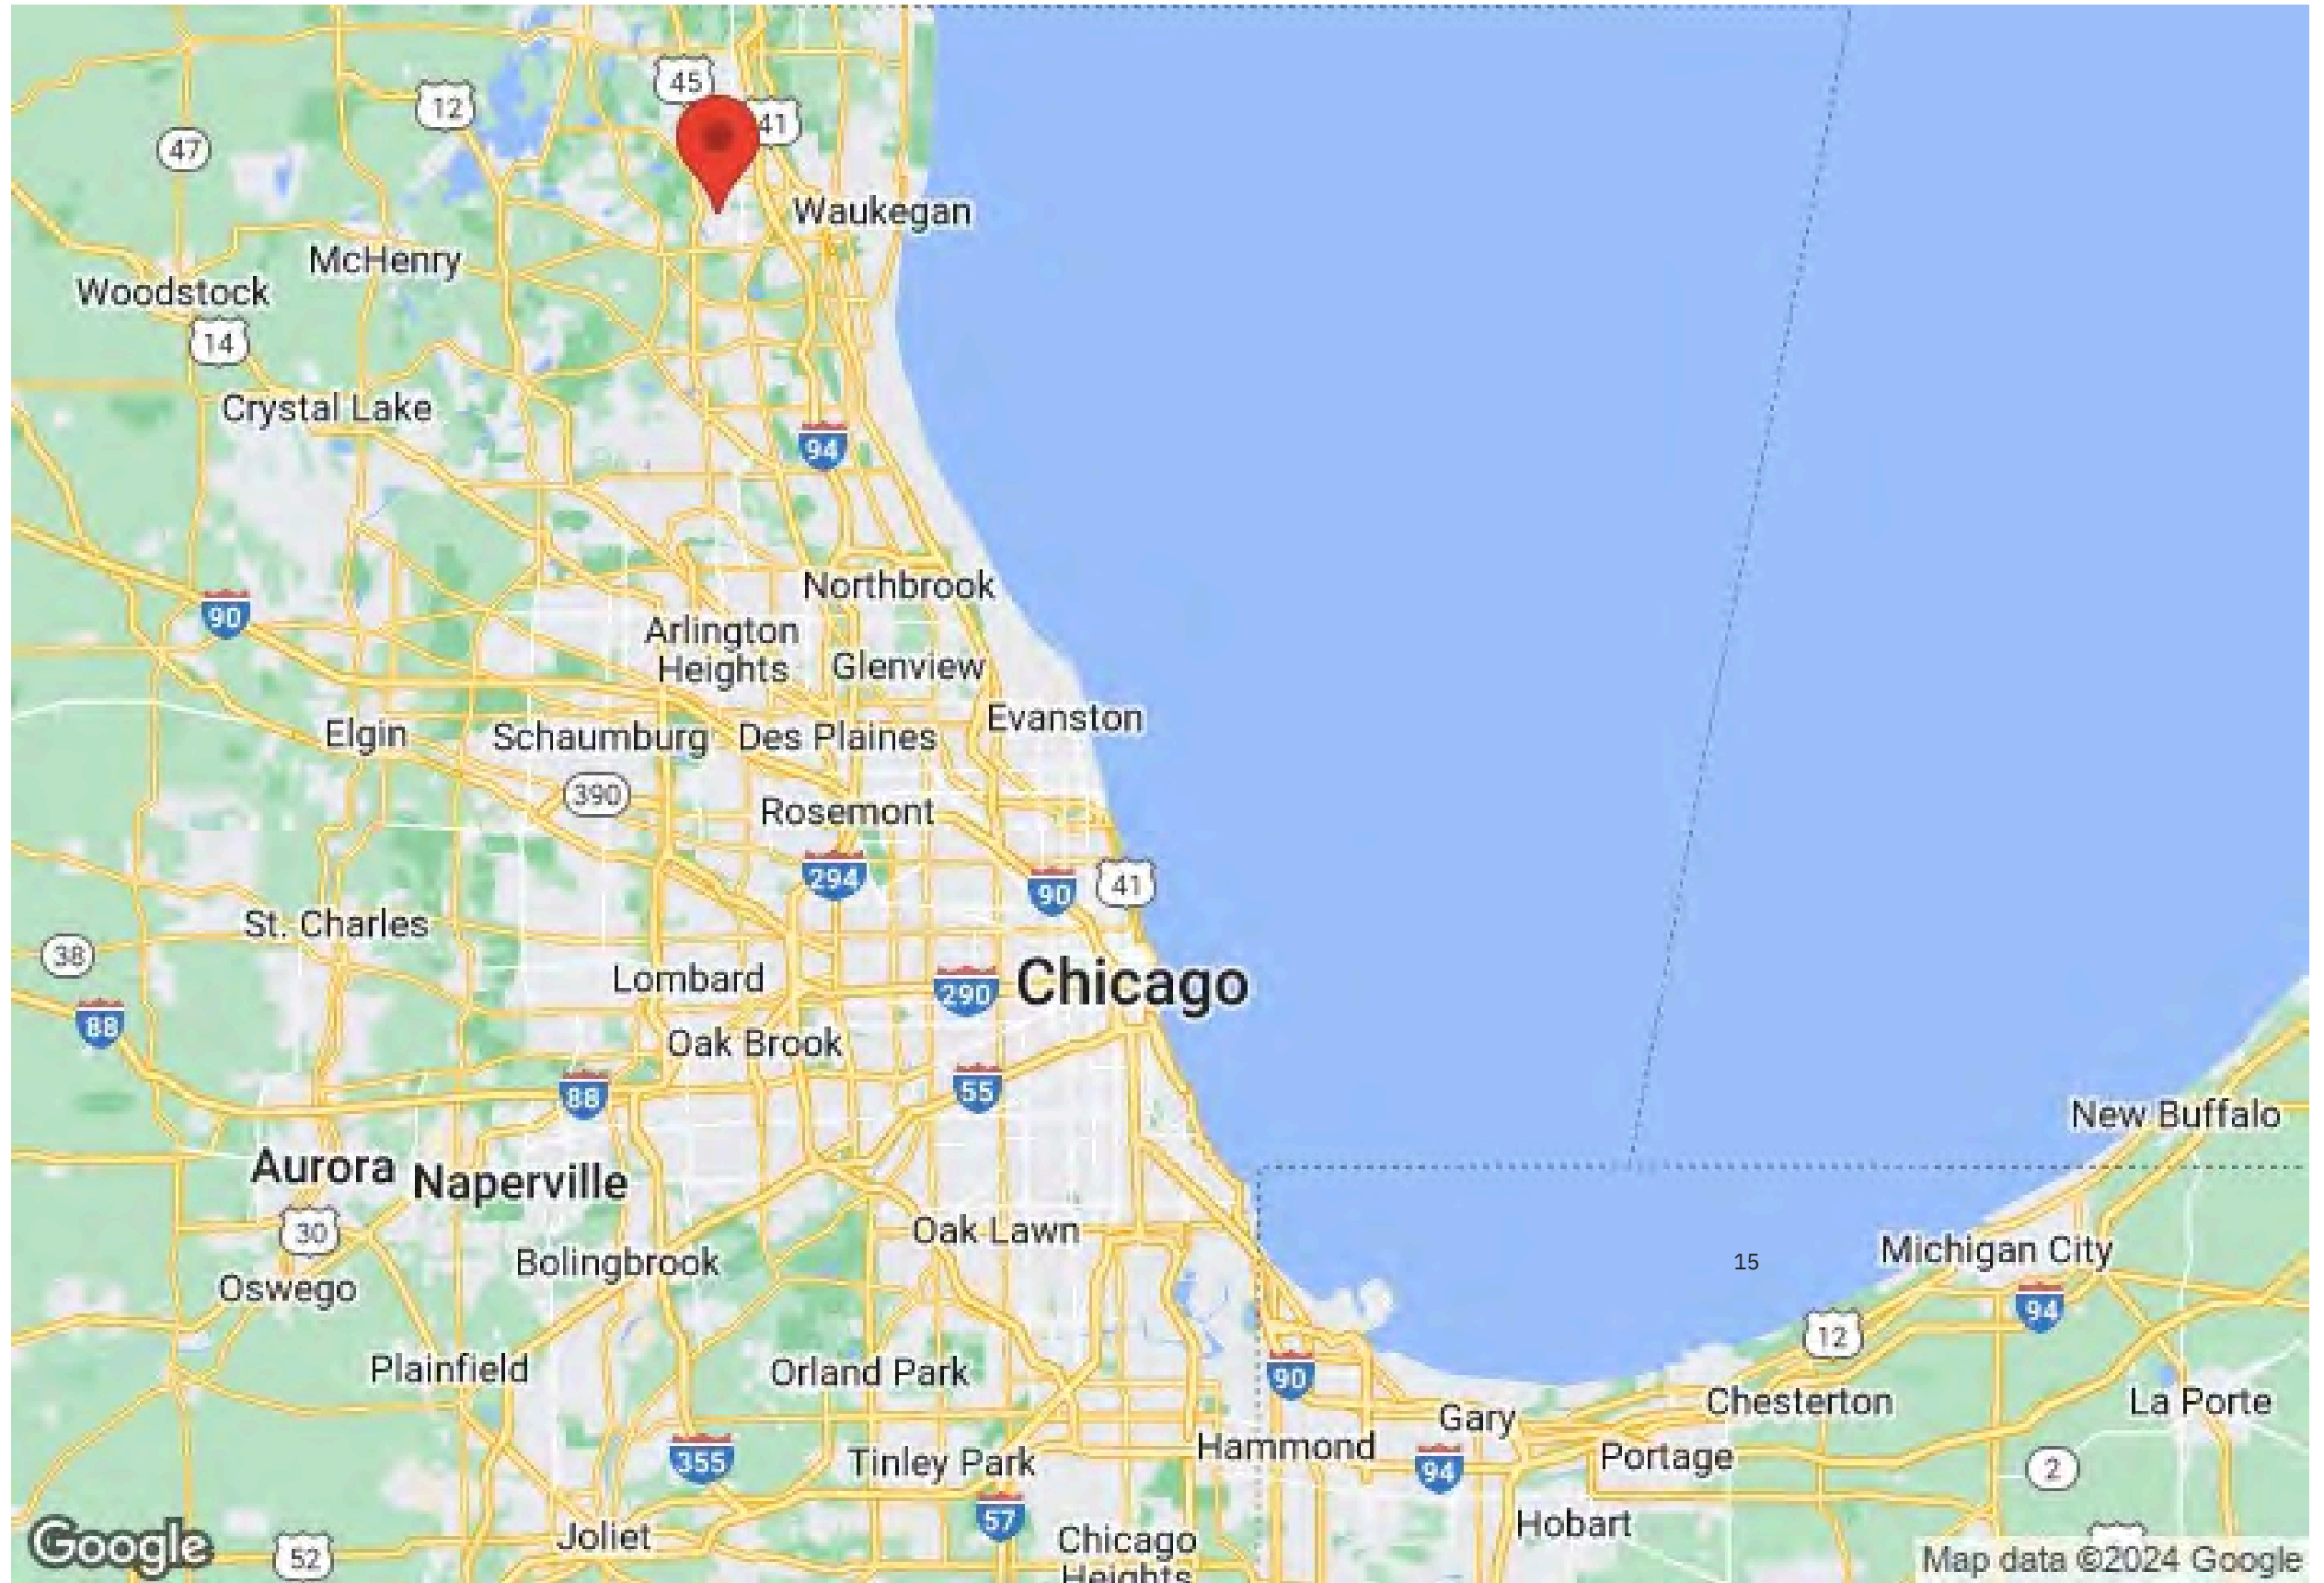 45
12
41
47
Waukegan
McHenry
Woodstock
14
Crystal Lake
94
Northbrook
90
Arlington
Heights
Glenview
Evanston
Elgin
Schaumburg
Des Plaines
390
Rosemont
294
90
41
St. Charles
38
Lombard
290
Chicago
88
Oak Brook
88
55
New Buffalo
Aurora
Naperville
30
Oak Lawn
Bolingbrook
15
Michigan City
Oswego
94
12
Plainfield
Orland Park
90
Chesterton
La Porte
Gary
Hammond
355
Tinley Park
94
Portage
2
57
Hobart
Joliet
Chicago
Heights
Google
52
Map data ©2024 Google